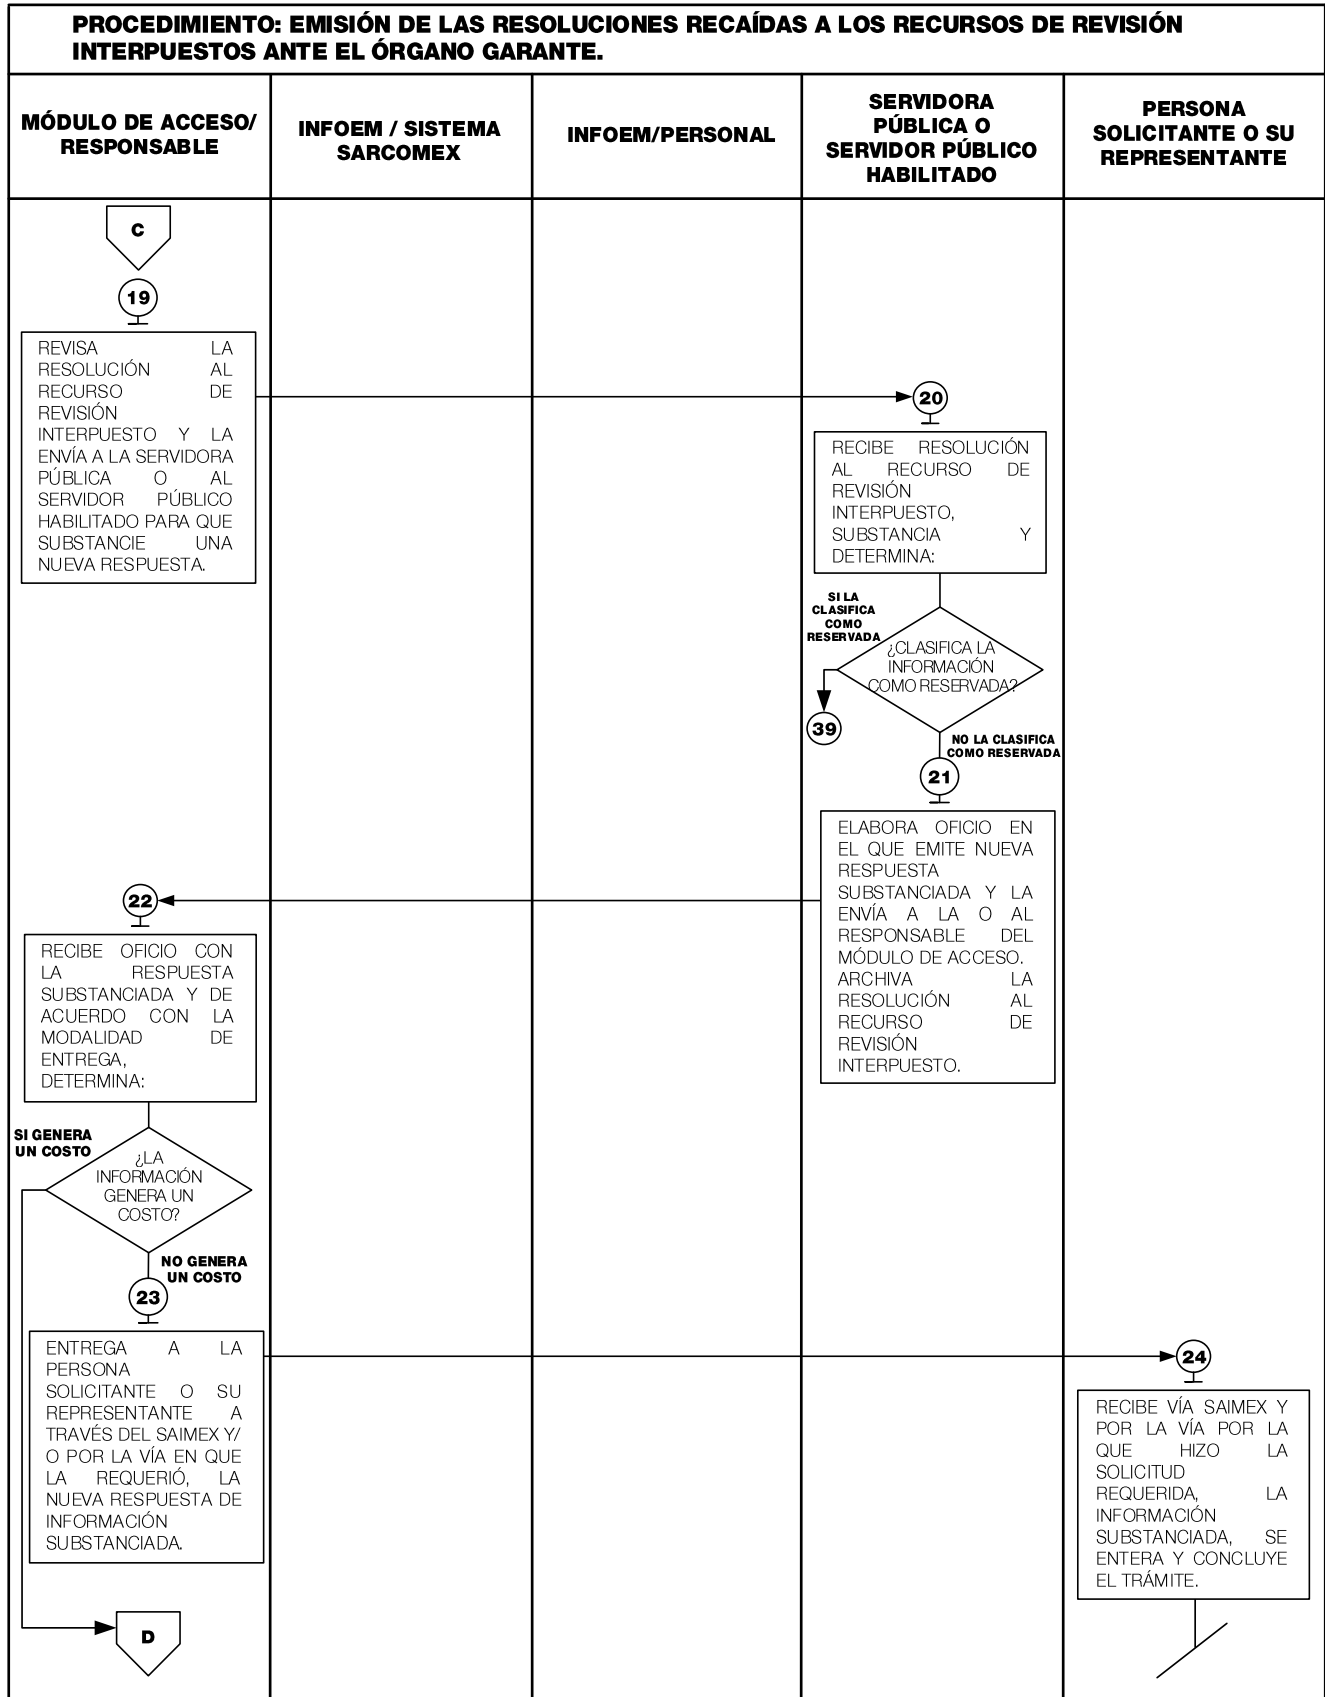 PROCEDIMIENTO: EMISIÓN DE LAS RESOLUCIONES RECAÍDAS A LOS RECURSOS DE REVISIÓN
INTERPUESTOS ANTE EL ÓRGANO GARANTE.
MÓDULO DE ACCESO/
RESPONSABLE
INFOEM / SISTEMA
SARCOMEX
INFOEM/PERSONAL
SERVIDORA
PÚBLICA O
SERVIDOR PÚBLICO
HABILITADO
PERSONA
SOLICITANTE O SU
REPRESENTANTE
C
19
REVISA LA
RESOLUCIÓN AL
RECURSO DE
REVISIÓN
INTERPUESTO Y LA
ENVÍA A LA SERVIDORA
PÚBLICA O AL
SERVIDOR PÚBLICO
HABILITADO PARA QUE
SUBSTANCIE UNA
NUEVA RESPUESTA.
20
RECIBE RESOLUCIÓN
AL RECURSO DE
REVISIÓN
INTERPUESTO,
SUBSTANCIA Y
DETERMINA:
SI LA
CLASIFICA
COMO
RESERVADA
¿CLASIFICA LA
INFORMACIÓN
COMO RESERVADA?
39
NO LA CLASIFICA
COMO RESERVADA
21
ELABORA OFICIO EN
EL QUE EMITE NUEVA
RESPUESTA
SUBSTANCIADA Y LA
ENVÍA A LA O AL
RESPONSABLE DEL
MÓDULO DE ACCESO.
ARCHIVA LA
RESOLUCIÓN AL
RECURSO DE
REVISIÓN
INTERPUESTO.
22
RECIBE OFICIO CON
LA RESPUESTA
SUBSTANCIADA Y DE
ACUERDO CON LA
MODALIDAD DE
ENTREGA,
DETERMINA:
SI GENERA
UN COSTO
¿LA
INFORMACIÓN
GENERA UN
COSTO?
NO GENERA
UN COSTO
23
ENTREGA A LA
PERSONA
SOLICITANTE O SU
REPRESENTANTE A
TRAVÉS DEL SAIMEX Y/
O POR LA VÍA EN QUE
LA REQUERIÓ, LA
NUEVA RESPUESTA DE
INFORMACIÓN
SUBSTANCIADA.
24
RECIBE VÍA SAIMEX Y
POR LA VÍA POR LA
QUE HIZO LA
SOLICITUD
REQUERIDA, LA
INFORMACIÓN
SUBSTANCIADA, SE
ENTERA Y CONCLUYE
EL TRÁMITE.
D